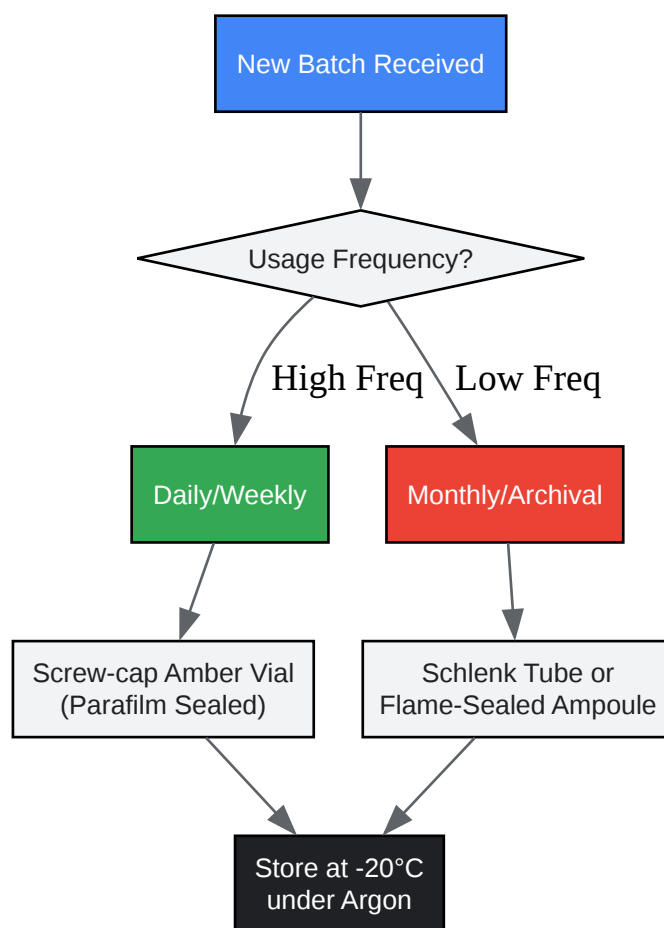 New Batch Received
Usage Frequency?
High Freq
Low Freq
Daily/Weekly
Monthly/Archival
Screw-cap Amber Vial
(Parafilm Sealed)
Schlenk Tube or
Flame-Sealed Ampoule
Store at -20°C
under Argon